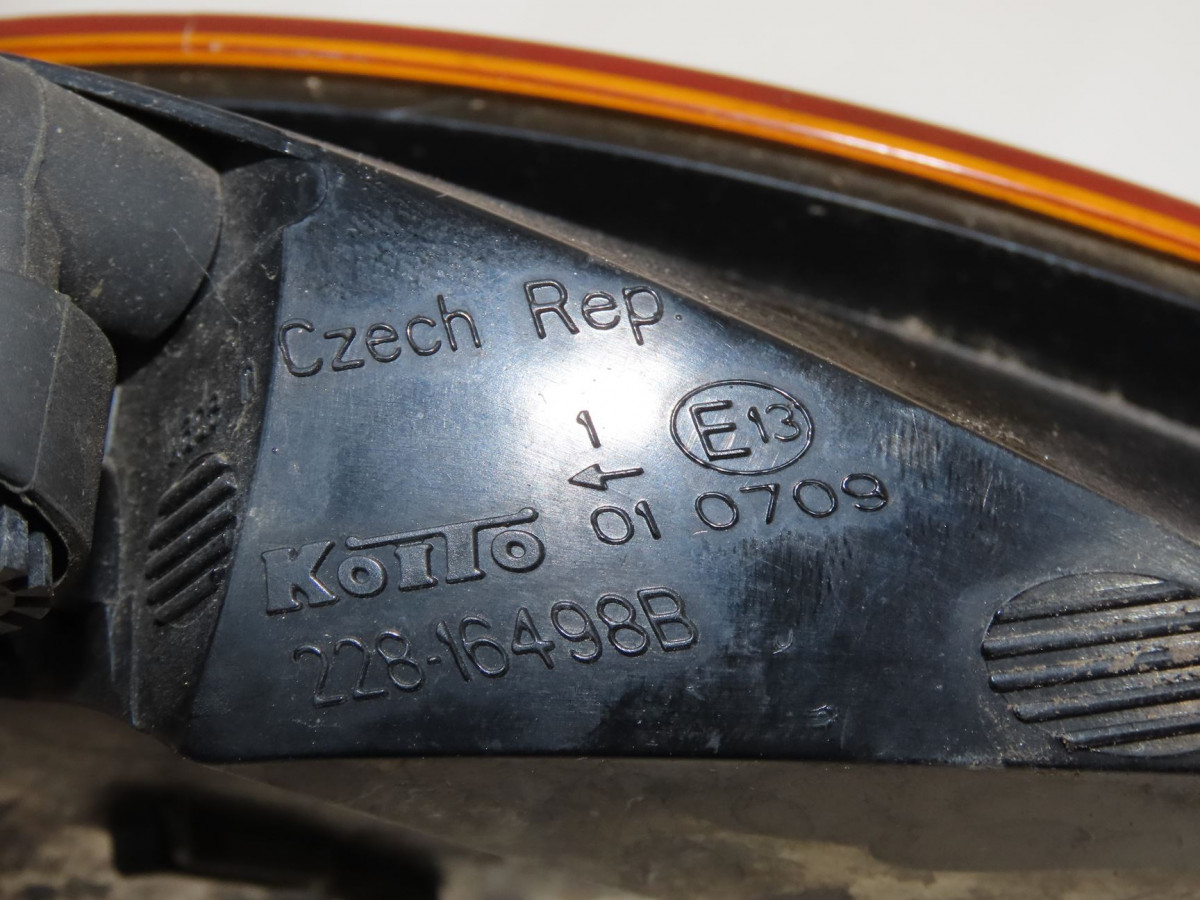 Czech Rep.
1 E13
← 01 0709
KOITO
228-16498B